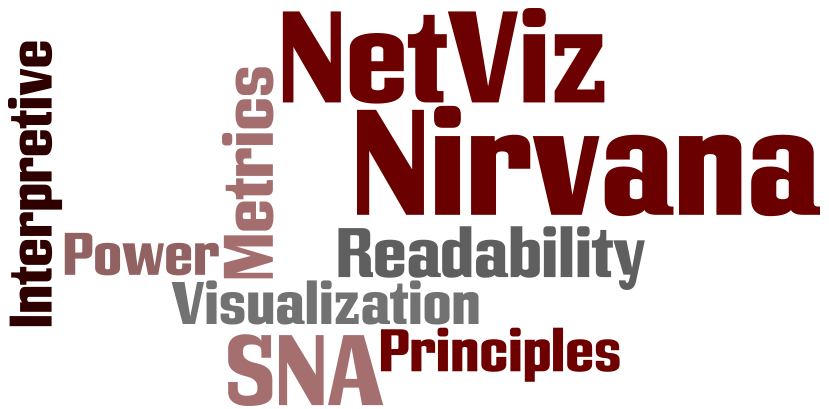 NetViz
Nirvana
Interpretive
Metrics
Power
Readability
Visualization
SNA
Principles